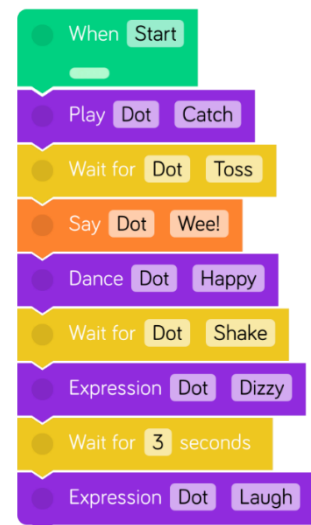 When Start
Play Dot Catch
Wait for Dot Toss
Say Dot Wee!
Dance Dot Happy
Wait for Dot Shake
Expression Dot Dizzy
Wait for 3 seconds
Expression Dot Laugh